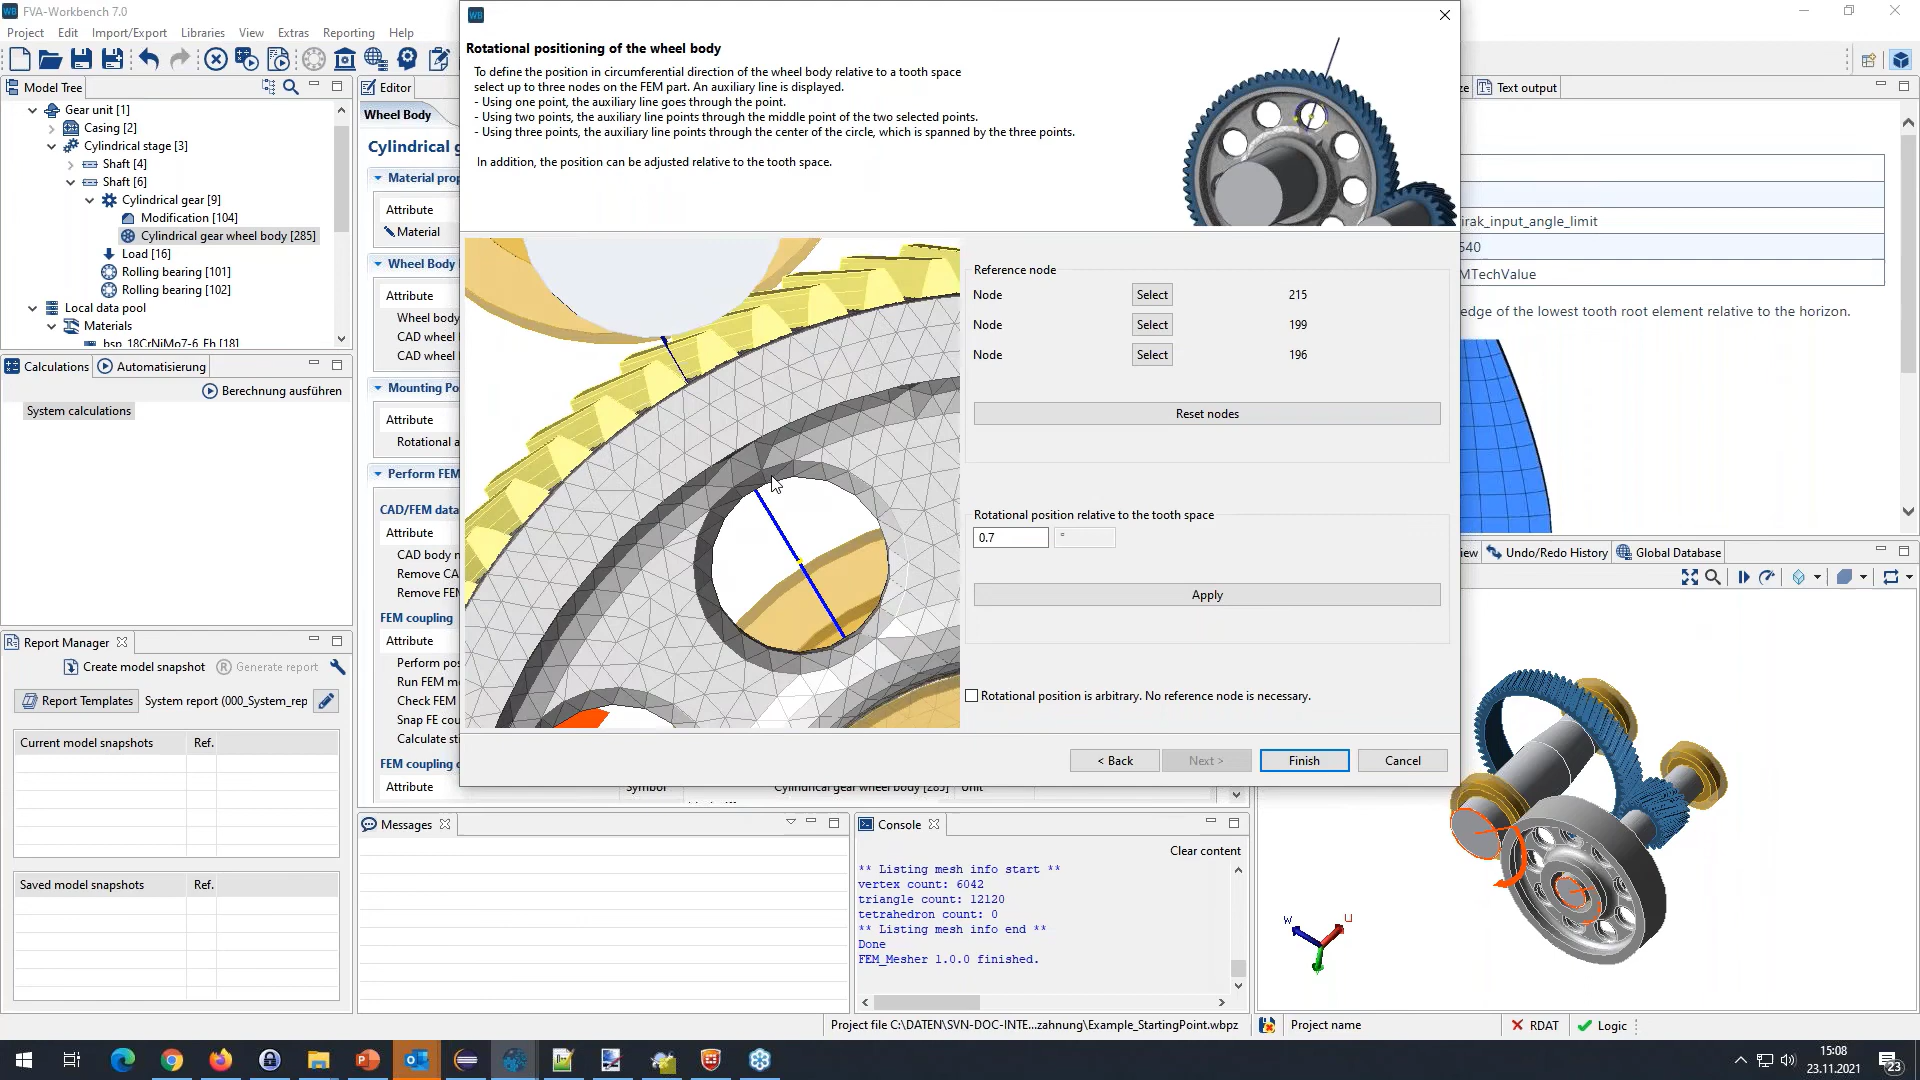 FVA-Workbench 7.0
Project Edit Import/Export Libraries View Extras Reporting Help
Model Tree
Gear unit [1]
Casing [2]
Cylindrical stage [3]
Shaft [4]
Shaft [6]
Cylindrical gear [9]
Modification [104]
Cylindrical gear wheel body [285]
Load [16]
Rolling bearing [101]
Rolling bearing [102]
Local data pool
Materials
bsp_18CrNiMo7-6_Eh [18]
Calculations Automatisierung
Berechnung ausführen
System calculations
Report Manager
Create model snapshot Generate report
Report Templates System report (000_System_rep
Current model snapshots Ref.
Saved model snapshots Ref.
Editor
Wheel Body
Cylindrical g
Material prop
Attribute
Material
Wheel Body
Attribute
Wheel body
CAD wheel
CAD wheel
Mounting Po
Attribute
Rotational a
Perform FEM
CAD/FEM data
Attribute
CAD body n
Remove CA
Remove FEM
FEM coupling
Attribute
Perform pos
Run FEM m
Check FEM
Snap FE cou
Calculate sti
FEM coupling c
Attribute Symbol Cylindrical gear wheel body [285] Unit
Rotational positioning of the wheel body
To define the position in circumferential direction of the wheel body relative to a tooth space
select up to three nodes on the FEM part. An auxiliary line is displayed.
- Using one point, the auxiliary line goes through the point.
- Using two points, the auxiliary line points through the middle point of the two selected points.
- Using three points, the auxiliary line points through the center of the circle, which is spanned by the three points.
In addition, the position can be adjusted relative to the tooth space.
Reference node
Node Select 215
Node Select 199
Node Select 196
Reset nodes
Rotational position relative to the tooth space
0.7 °
Apply
Rotational position is arbitrary. No reference node is necessary.
< Back Next > Finish Cancel
Messages
Console
Clear content
** Listing mesh info start **
vertex count: 6042
triangle count: 12120
tetrahedron count: 0
** Listing mesh info end **
Done
FEM_Mesher 1.0.0 finished.
ze Text output
irak_input_angle_limit
540
MTechValue
edge of the lowest tooth root element relative to the horizon.
iew Undo/Redo History Global Database
w u
Project file C:\DATEN\SVN-DOC-INTE...zahnung/Example_StartingPoint.wbpz Project name RDAT Logic
15:08
23.11.2021
23